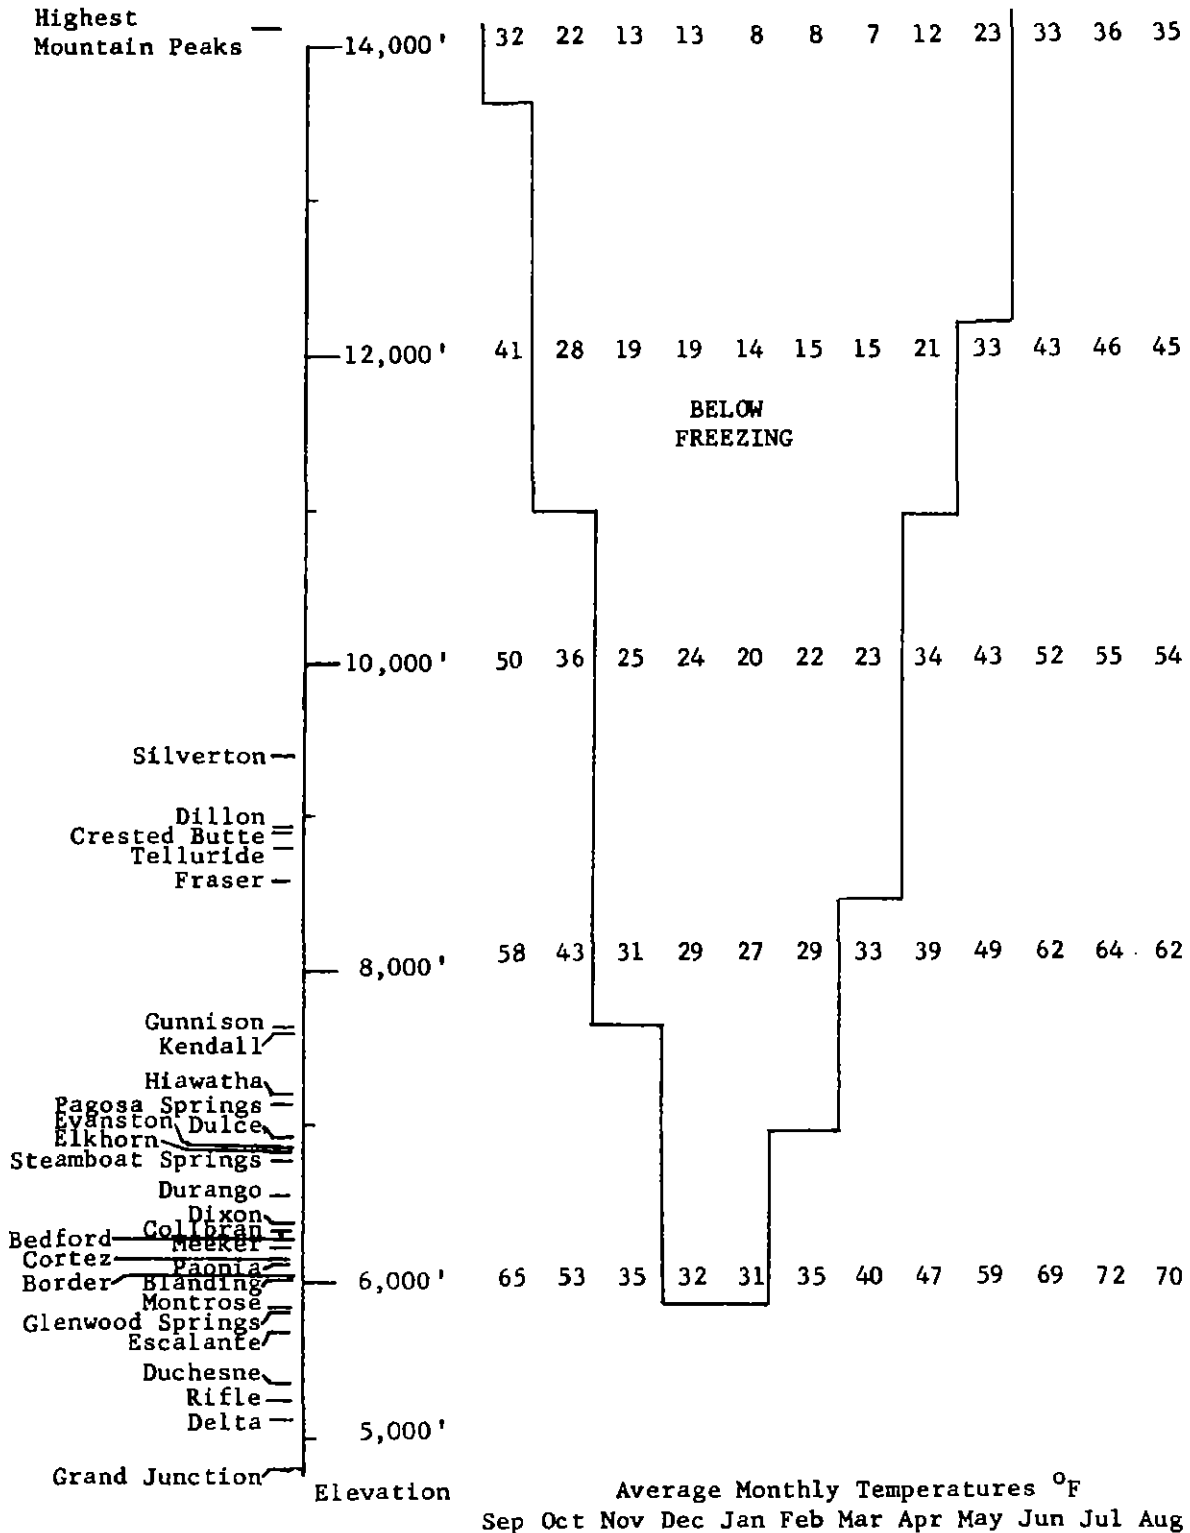 Highest
Mountain Peaks
14,000' 32 22 13 13 8 8 7 12 23 33 36 35
12,000' 41 28 19 19 14 15 15 21 33 43 46 45
BELOW
FREEZING
10,000' 50 36 25 24 20 22 23 34 43 52 55 54
Silverton
Dillon
Crested Butte
Telluride
Fraser
8,000' 58 43 31 29 27 29 33 39 49 62 64 62
Gunnison
Kendall
Hiawatha
Pagosa Springs
Evanston Dulce
Elkhorn
Steamboat Springs
Durango
Dixon
Collbran
Bedford Meeker
Cortez Paonia
Border Blanding 6,000' 65 53 35 32 31 35 40 47 59 69 72 70
Montrose
Glenwood Springs
Escalante
Duchesne
Rifle
Delta 5,000'
Grand Junction
Elevation Average Monthly Temperatures °F
Sep Oct Nov Dec Jan Feb Mar Apr May Jun Jul Aug